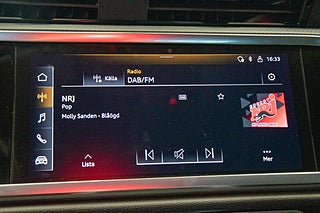 16:33
Källa
Radio
DAB/FM
NRJ
Pop
Molly Sanden - Blåögd
Lista
Mer